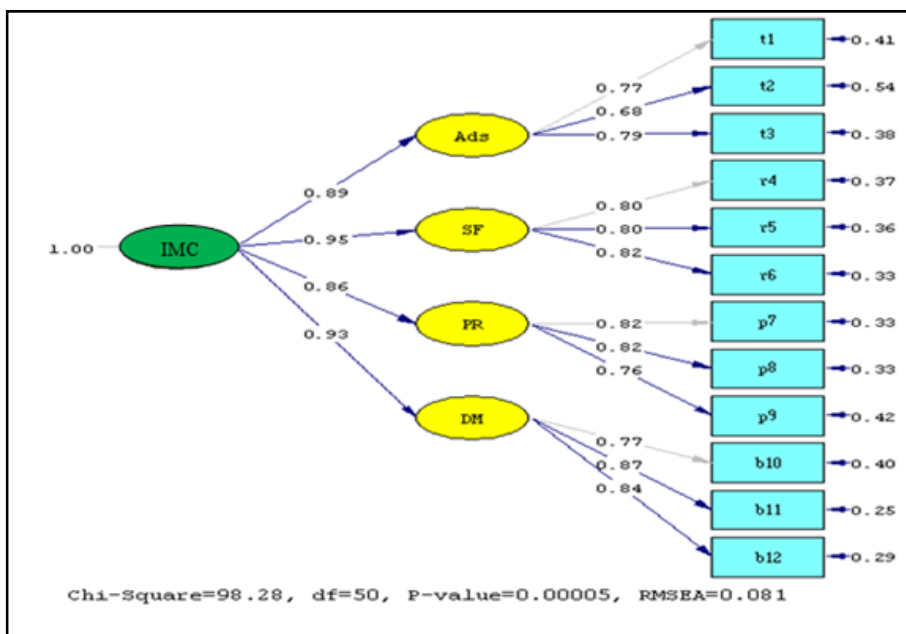 t1
0.41
0.77
t2
0.54
0.68
Ads
t3
0.38
0.79
r4
0.37
0.89
0.80
SF
r5
0.36
0.80
0.95
1.00
IMC
r6
0.33
0.82
0.86
PR
p7
0.33
0.82
0.93
p8
0.33
0.82
0.76
DM
p9
0.42
0.77
b10
0.40
0.87
0.84
b11
0.25
b12
0.29
Chi-Square=98.28, df=50, P-value=0.00005, RMSEA=0.081